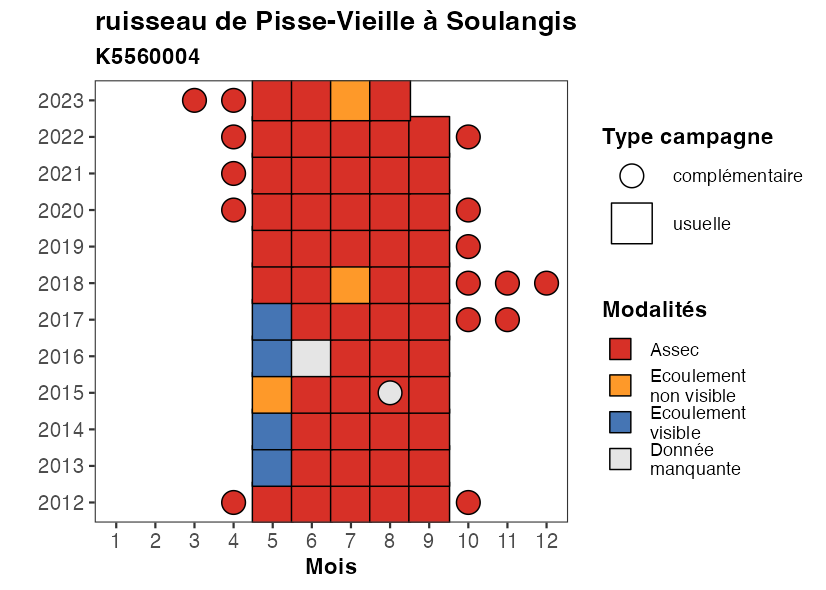 ruisseau de Pisse-Vieille à Soulangis
K5560004
2023
2022
2021
2020
2019
2018
2017
2016
2015
2014
2013
2012
1 2 3 4 5 6 7 8 9 10 11 12
Mois
Type campagne
complémentaire
usuelle
Modalités
Assec
Ecoulement
non visible
Ecoulement
visible
Donnée
manquante